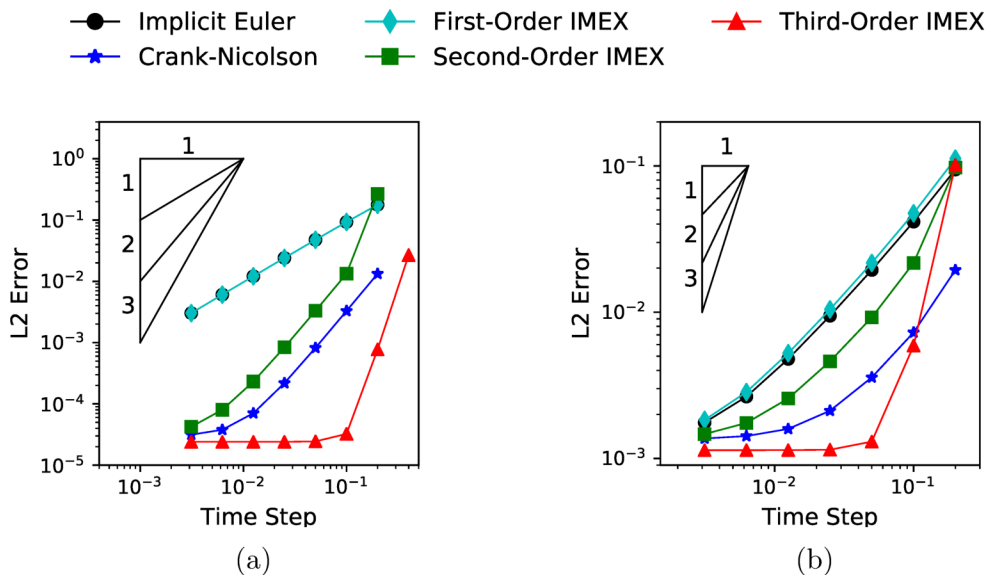 Implicit Euler First-Order IMEX Third-Order IMEX
Crank-Nicolson Second-Order IMEX
1
1
2
3
10⁰
10⁻¹
10⁻²
10⁻³
10⁻⁴
10⁻⁵
L2 Error
10⁻³ 10⁻² 10⁻¹
Time Step
(a)
1
1
2
3
10⁻¹
10⁻²
10⁻³
L2 Error
10⁻² 10⁻¹
Time Step
(b)